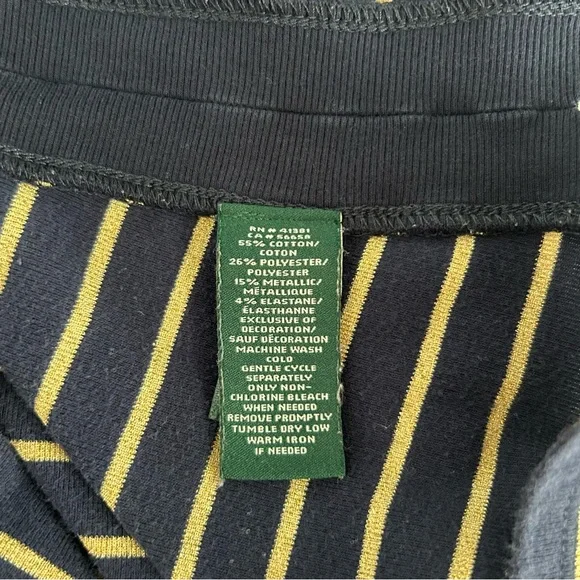 RN # 41381
CA # 56658
55% COTTON/
COTON
26% POLYESTER/
POLYESTER
15% METALLIC/
MÉTALLIQUE
4% ELASTANE/
ÉLASTHANNE
EXCLUSIVE OF
DECORATION/
SAUF DÉCORATION
MACHINE WASH
COLD
GENTLE CYCLE
SEPARATELY
ONLY NON-
CHLORINE BLEACH
WHEN NEEDED
REMOVE PROMPTLY
TUMBLE DRY LOW
WARM IRON
IF NEEDED